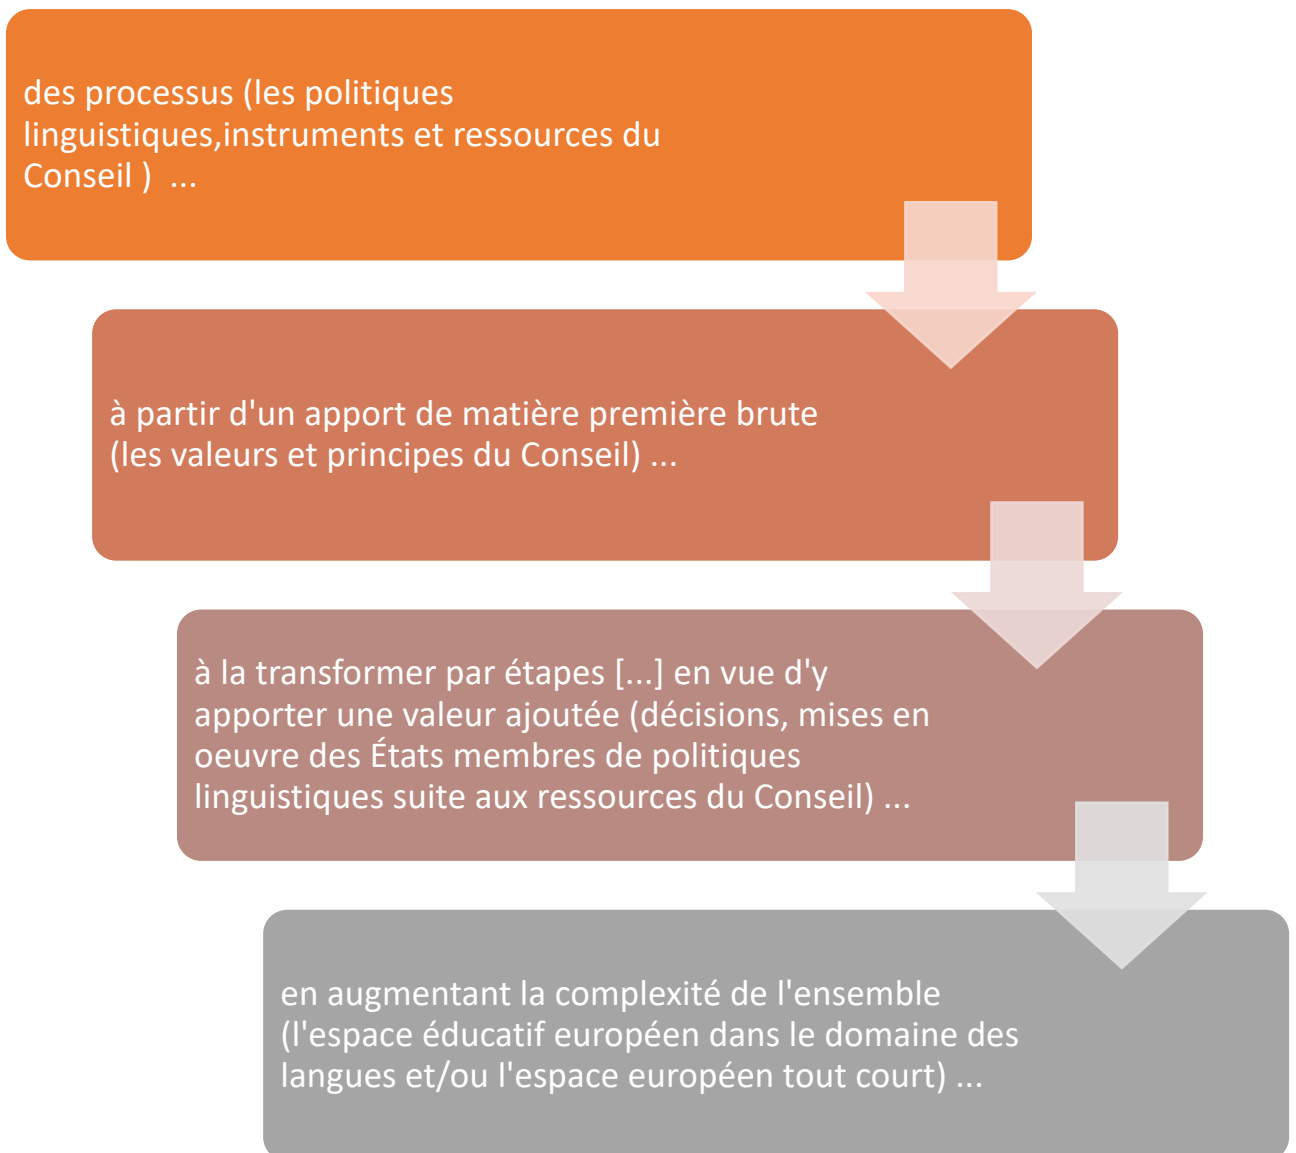 des processus (les politiques
linguistiques,instruments et ressources du
Conseil )  ...
à partir d'un apport de matière première brute
(les valeurs et principes du Conseil) ...
à la transformer par étapes [...] en vue d'y
apporter une valeur ajoutée (décisions, mises en
oeuvre des États membres de politiques
linguistiques suite aux ressources du Conseil) ...
en augmentant la complexité de l'ensemble
(l'espace éducatif européen dans le domaine des
langues et/ou l'espace européen tout court) ...